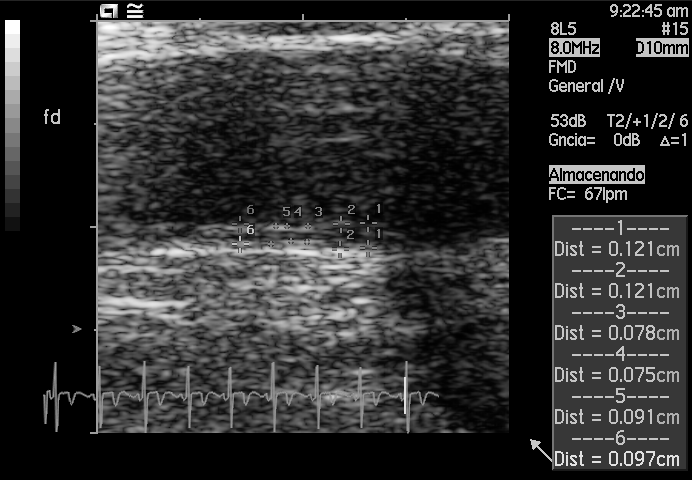 9:22:45 am
8L5 #15
8.0MHz D10mm
FMD
General /V
fd
53dB T2/+1/2/ 6
Gncia= 0dB Δ=1
Almacenando
FC= 67lpm
6 5 4 3 2 1
6 2 1
----1----
Dist = 0.121cm
----2----
Dist = 0.121cm
----3----
Dist = 0.078cm
----4----
Dist = 0.075cm
----5----
Dist = 0.091cm
----6----
Dist = 0.097cm